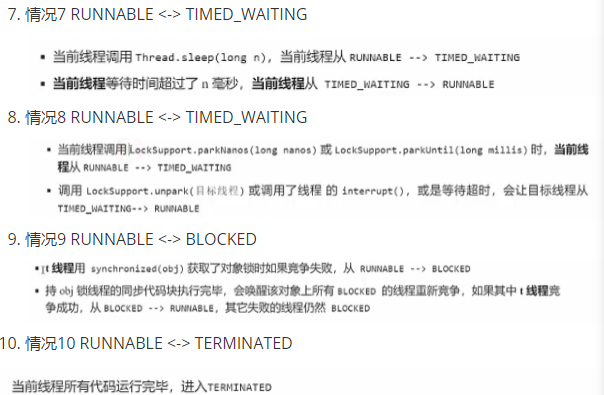 7. 情况7 RUNNABLE <-> TIMED_WAITING
▪ 当前线程调用 Thread.sleep(long n)，当前线程从 RUNNABLE --> TIMED_WAITING
▪ 当前线程等待时间超过了 n 毫秒，当前线程从 TIMED_WAITING --> RUNNABLE
8. 情况8 RUNNABLE <-> TIMED_WAITING
▪ 当前线程调用 LockSupport.parkNanos(long nanos) 或 LockSupport.parkUntil(long millis) 时，当前线
程从 RUNNABLE --> TIMED_WAITING
▪ 调用 LockSupport.unpark(目标线程) 或调用了线程 的 interrupt()，或是等待超时，会让目标线程从
TIMED_WAITING--> RUNNABLE
9. 情况9 RUNNABLE <-> BLOCKED
▪ t 线程用 synchronized(obj) 获取了对象锁时如果竞争失败，从 RUNNABLE --> BLOCKED
▪ 持 obj 锁线程的同步代码块执行完毕，会唤醒该对象上所有 BLOCKED 的线程重新竞争，如果其中 t 线程竞
争成功，从 BLOCKED --> RUNNABLE，其它失败的线程仍然 BLOCKED
10. 情况10 RUNNABLE <-> TERMINATED
当前线程所有代码运行完毕，进入TERMINATED